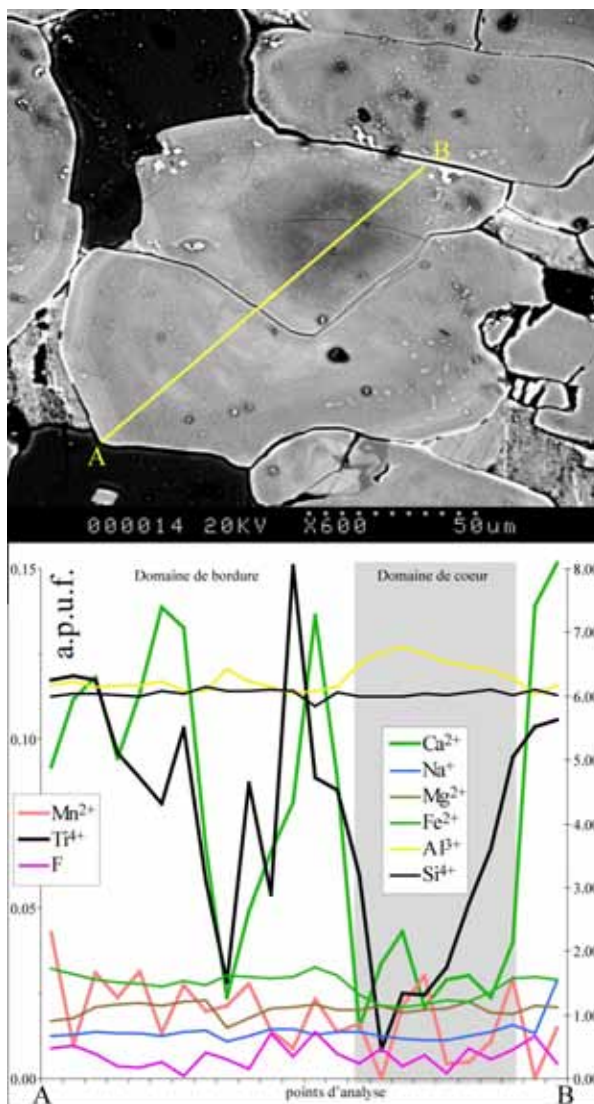 B
A
000014 20KV X600 50um
0.15
0.10
0.05
0.00
a.p.u.f.
Domaine de bordure
Domaine de coeur
8.00
7.00
6.00
5.00
4.00
3.00
2.00
1.00
0.00
Mn2+
Ti4+
F
Ca2+
Na+
Mg2+
Fe2+
Al3+
Si4+
A
points d'analyse
B